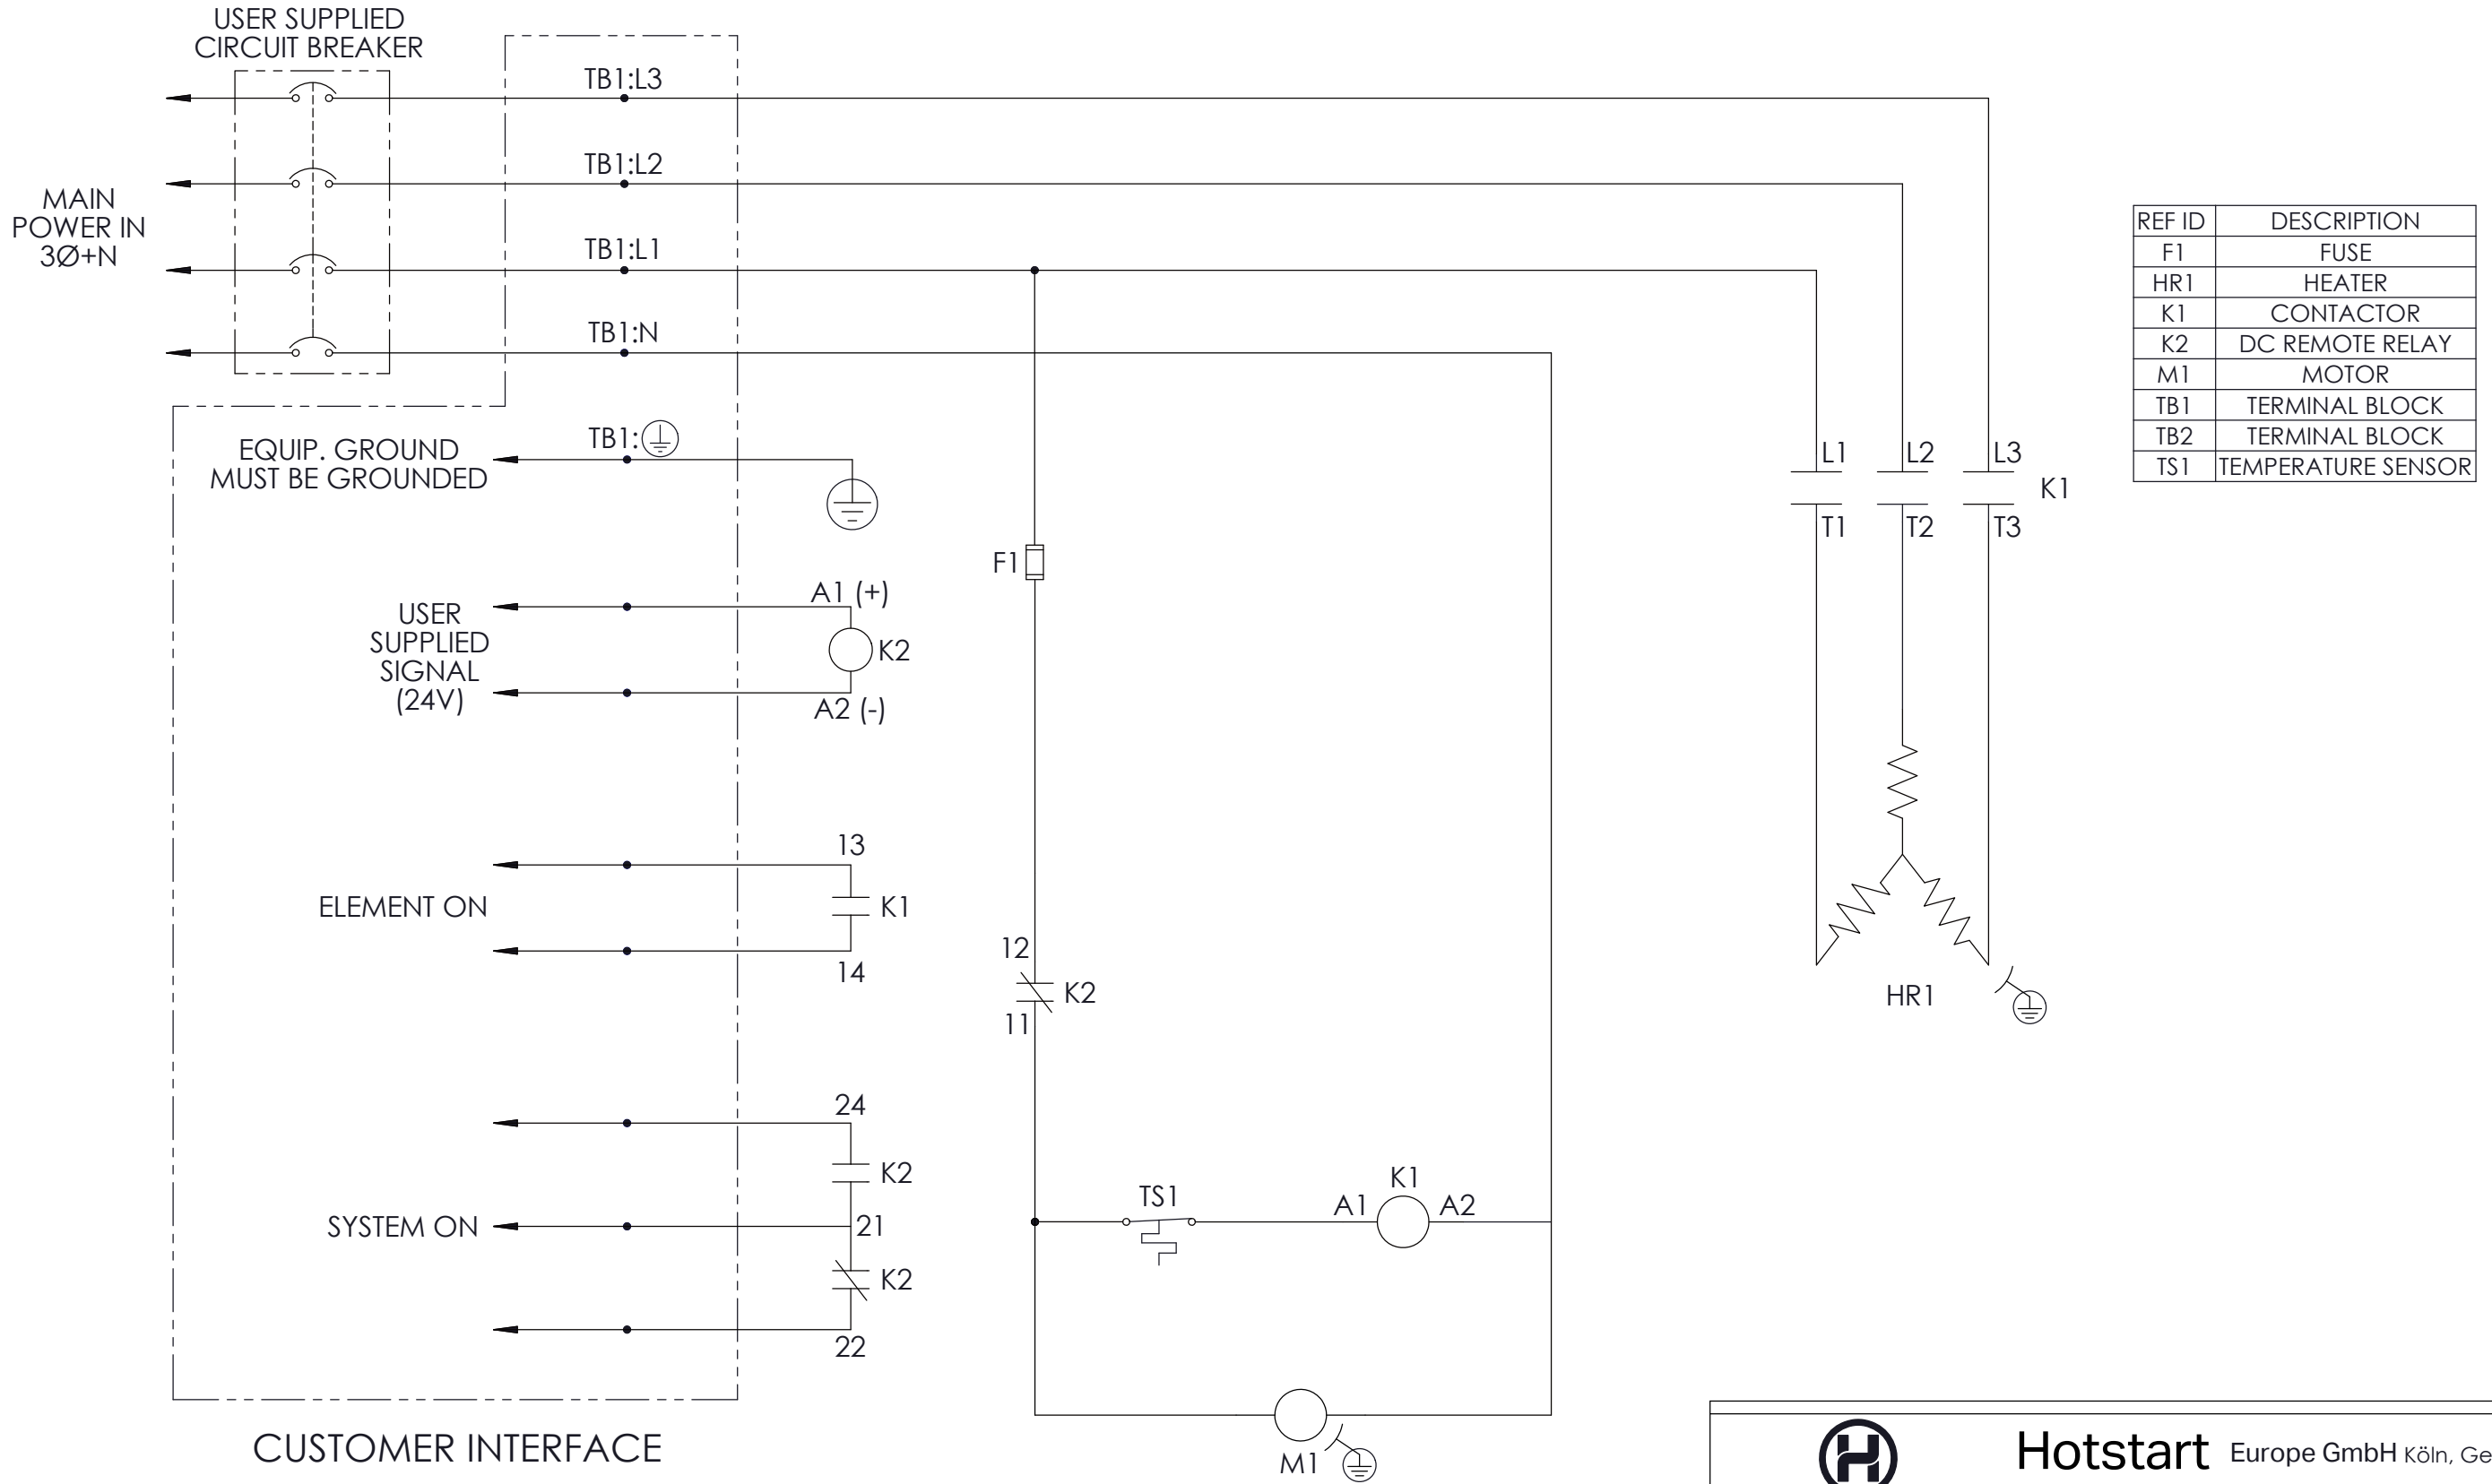 USER SUPPLIED
CIRCUIT BREAKER
MAIN
POWER IN
3Ø+N
TB1:L3
TB1:L2
TB1:L1
TB1:N
TB1:
EQUIP. GROUND
MUST BE GROUNDED
USER
SUPPLIED
SIGNAL
(24V)
A1 (+)
K2
A2 (-)
ELEMENT ON
13
K1
14
SYSTEM ON
24
K2
21
K2
22
CUSTOMER INTERFACE
F1
12
K2
11
TS1
A1
K1
A2
M1
L1
L2
L3
K1
T1
T2
T3
HR1
REF ID DESCRIPTION
F1 FUSE
HR1 HEATER
K1 CONTACTOR
K2 DC REMOTE RELAY
M1 MOTOR
TB1 TERMINAL BLOCK
TB2 TERMINAL BLOCK
TS1 TEMPERATURE SENSOR
Hotstart Europe GmbH Köln, Ge